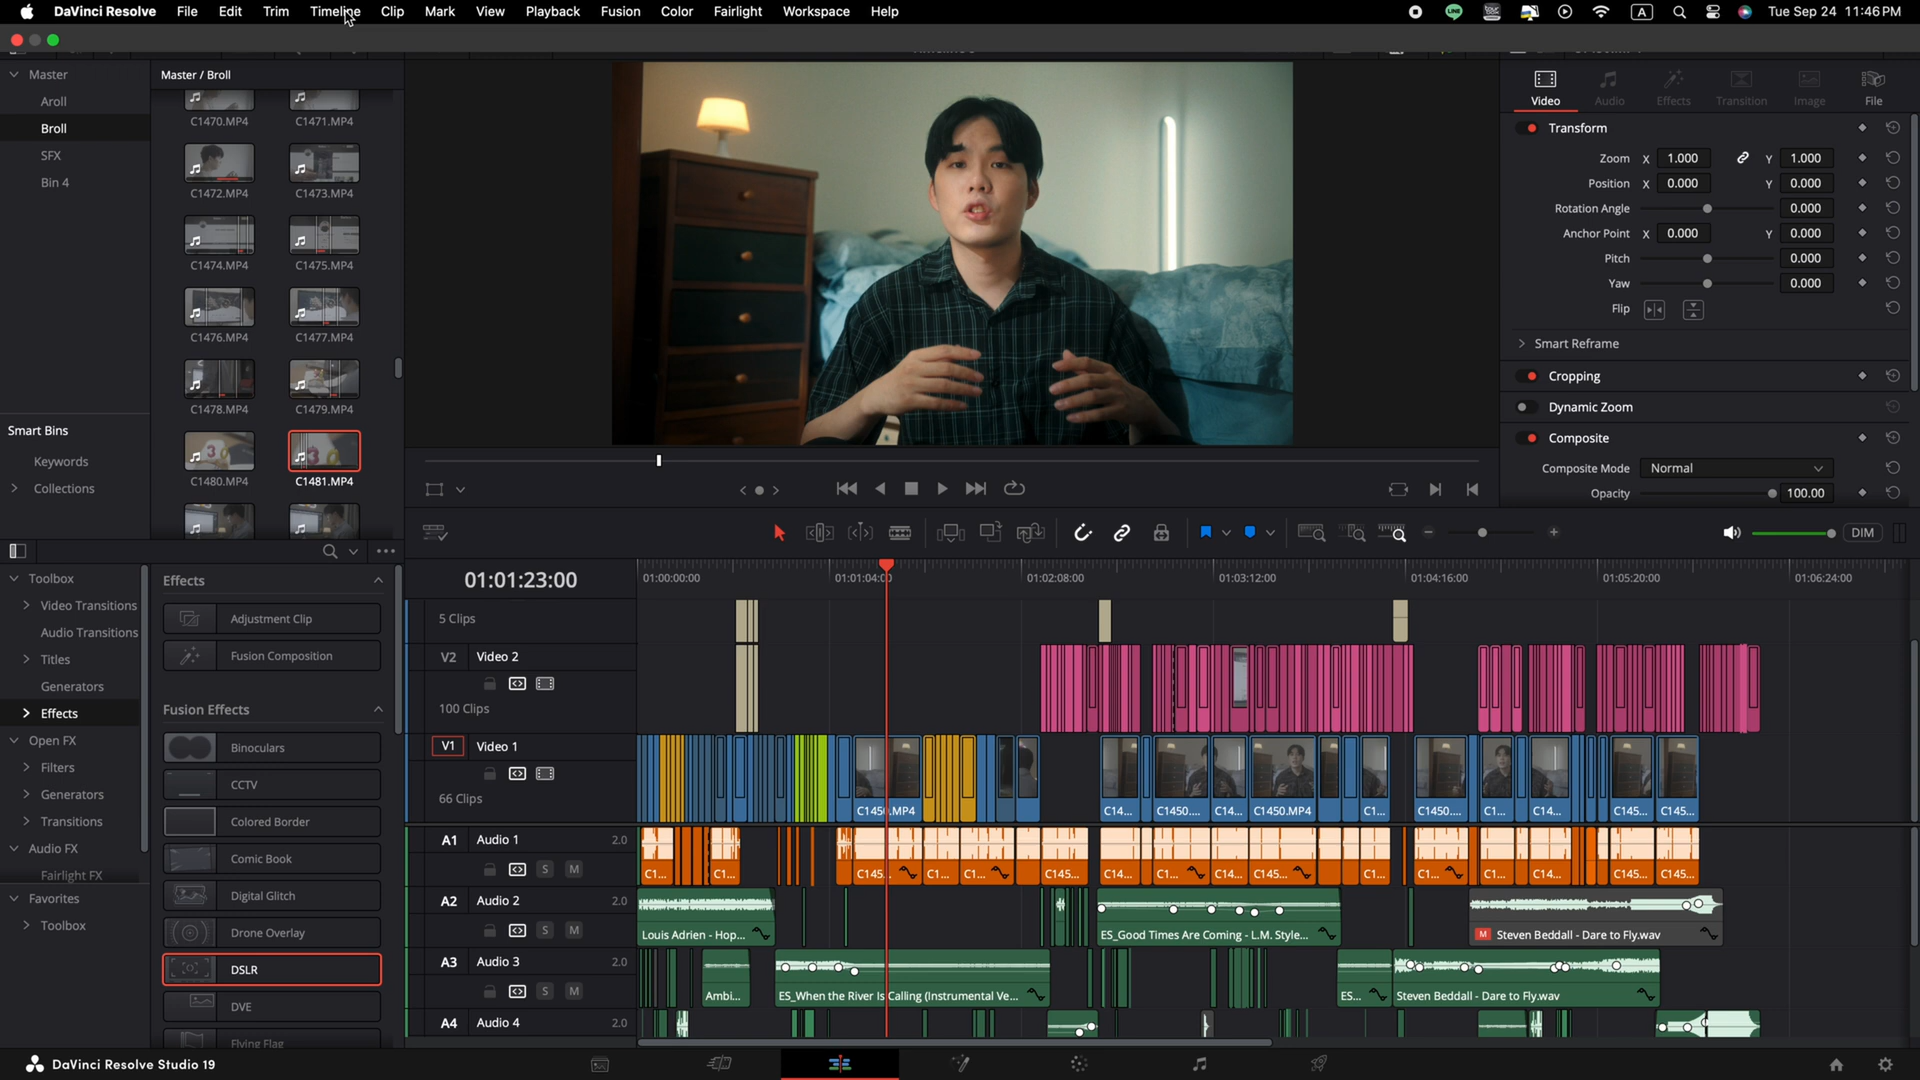 DaVinci Resolve File Edit Trim Timeline Clip Mark View Playback Fusion Color Fairlight Workspace Help
A Tue Sep 24 11:46 PM
Master
Aroll
Broll
SFX
Bin 4
Master / Broll
C1470.MP4 C1471.MP4
C1472.MP4 C1473.MP4
C1474.MP4 C1475.MP4
C1476.MP4 C1477.MP4
C1478.MP4 C1479.MP4
C1480.MP4 C1481.MP4
Smart Bins
Keywords
Collections
Video Audio Effects Transition Image File
Transform
Zoom X 1.000 Y 1.000
Position X 0.000 Y 0.000
Rotation Angle 0.000
Anchor Point X 0.000 Y 0.000
Pitch 0.000
Yaw 0.000
Flip
Smart Reframe
Cropping
Dynamic Zoom
Composite
Composite Mode Normal
Opacity 100.00
DIM
Toolbox
Video Transitions
Audio Transitions
Titles
Generators
Effects
Open FX
Filters
Generators
Transitions
Audio FX
Fairlight FX
Favorites
Toolbox
Effects
Adjustment Clip
Fusion Composition
Fusion Effects
Binoculars
CCTV
Colored Border
Comic Book
Digital Glitch
Drone Overlay
DSLR
DVE
Flying Flag
01:01:23:00
01:00:00:00 01:01:04:00 01:02:08:00 01:03:12:00 01:04:16:00 01:05:20:00 01:06:24:00
5 Clips
V2 Video 2
100 Clips
V1 Video 1
66 Clips
C1450.MP4 C14... C1450.... C14... C1450.MP4 C1... C1450... C1... C14... C145... C145...
A1 Audio 1 2.0
S M
C1... C1... C145... C1... C1... C145... C14... C1... C14... C145... C1... C1... C1... C14... C145... C145...
A2 Audio 2 2.0
S M
Louis Adrien - Hop... ES_Good Times Are Coming - L.M. Style... M Steven Beddall - Dare to Fly.wav
A3 Audio 3 2.0
S M
Ambi... ES_When the River Is Calling (Instrumental Ve... ES... Steven Beddall - Dare to Fly.wav
A4 Audio 4 2.0
DaVinci Resolve Studio 19